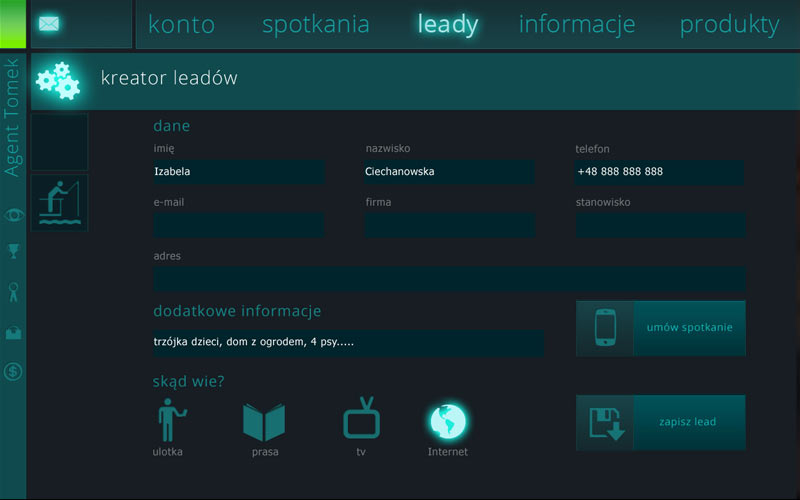 konto spotkania leady informacje produkty
Agent Tomek
kreator leadów
dane
imię nazwisko telefon
Izabela Ciechanowska +48 888 888 888
e-mail firma stanowisko
adres
dodatkowe informacje
umów spotkanie
trzójka dzieci, dom z ogrodem, 4 psy.....
skąd wie?
zapisz lead
ulotka prasa tv Internet